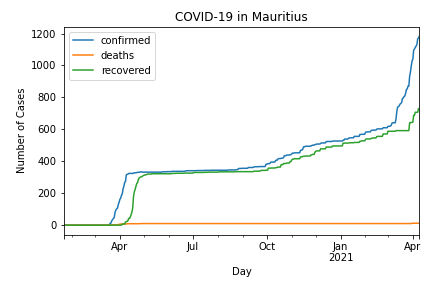 COVID-19 in Mauritius
confirmed
deaths
recovered
Number of Cases
1200
1000
800
600
400
200
0
Apr Jul Oct Jan Apr
2021
Day